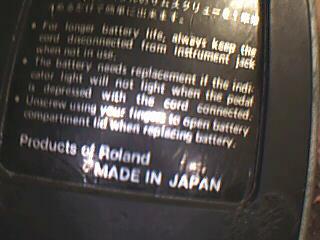 • For longer battery life, always keep the
cord disconnected from instrument jack
when not in use.
• The battery needs replacement if the indi-
cator light will not light when the pedal
is depressed with the cord connected.
• Unscrew using your fingers to open battery
compartment lid when replacing battery.
Products of Roland
MADE IN JAPAN